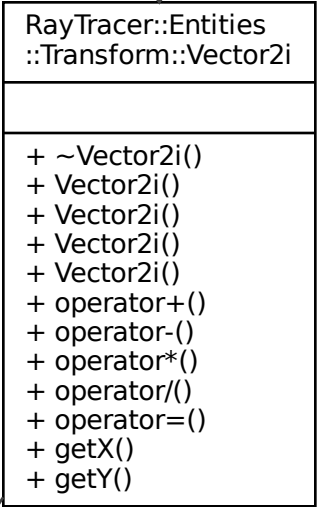 RayTracer::Entities
::Transform::Vector2i
+ ~Vector2i()
+ Vector2i()
+ Vector2i()
+ Vector2i()
+ Vector2i()
+ operator+()
+ operator-()
+ operator*()
+ operator/()
+ operator=()
+ getX()
+ getY()